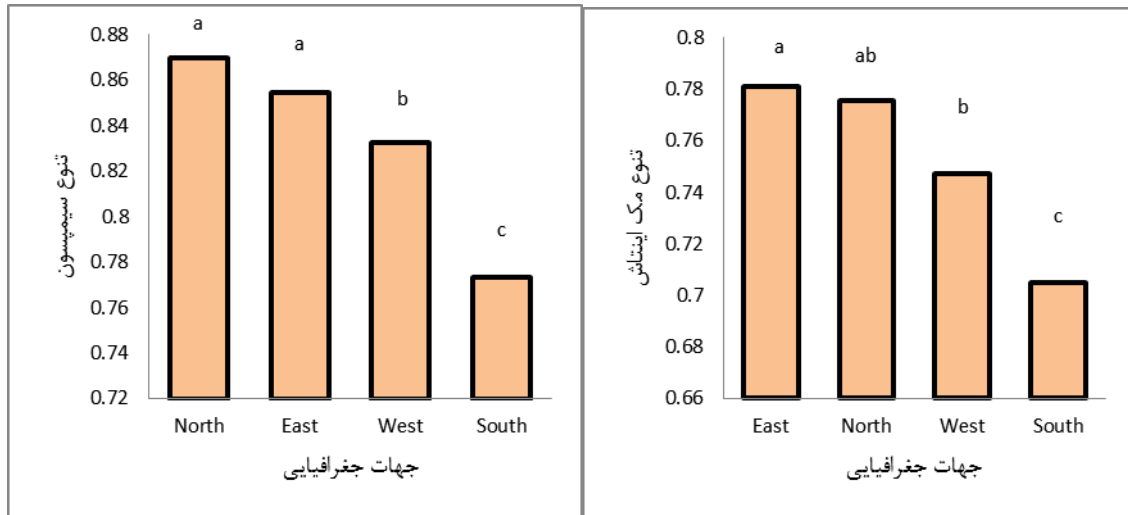 0.88
0.86
0.84
0.82
0.8
0.78
0.76
0.74
0.72
تنوع سیمپسون
a
a
b
c
North East West South
جهات جغرافیایی
0.8
0.78
0.76
0.74
0.72
0.7
0.68
0.66
تنوع مک اینتاش
a
ab
b
c
East North West South
جهات جغرافیایی